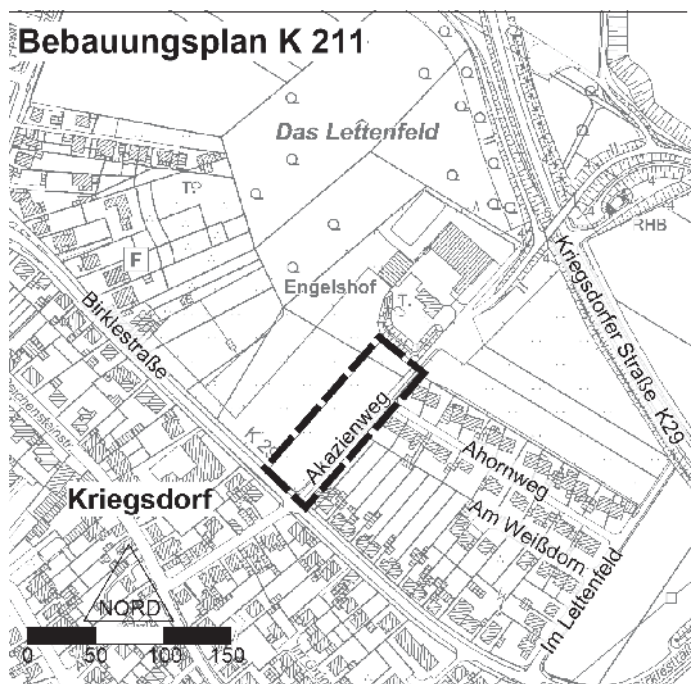 Bebauungsplan K 211
Das Lettenfeld
F
Engelshof
T.
RHB
Birklestraße
Kriegsdorfer Straße K29
Akazienweg
Ahornweg
Am Weißdorn
Im Lettenfeld
Kriegsdorf
NORD
0 50 100 150